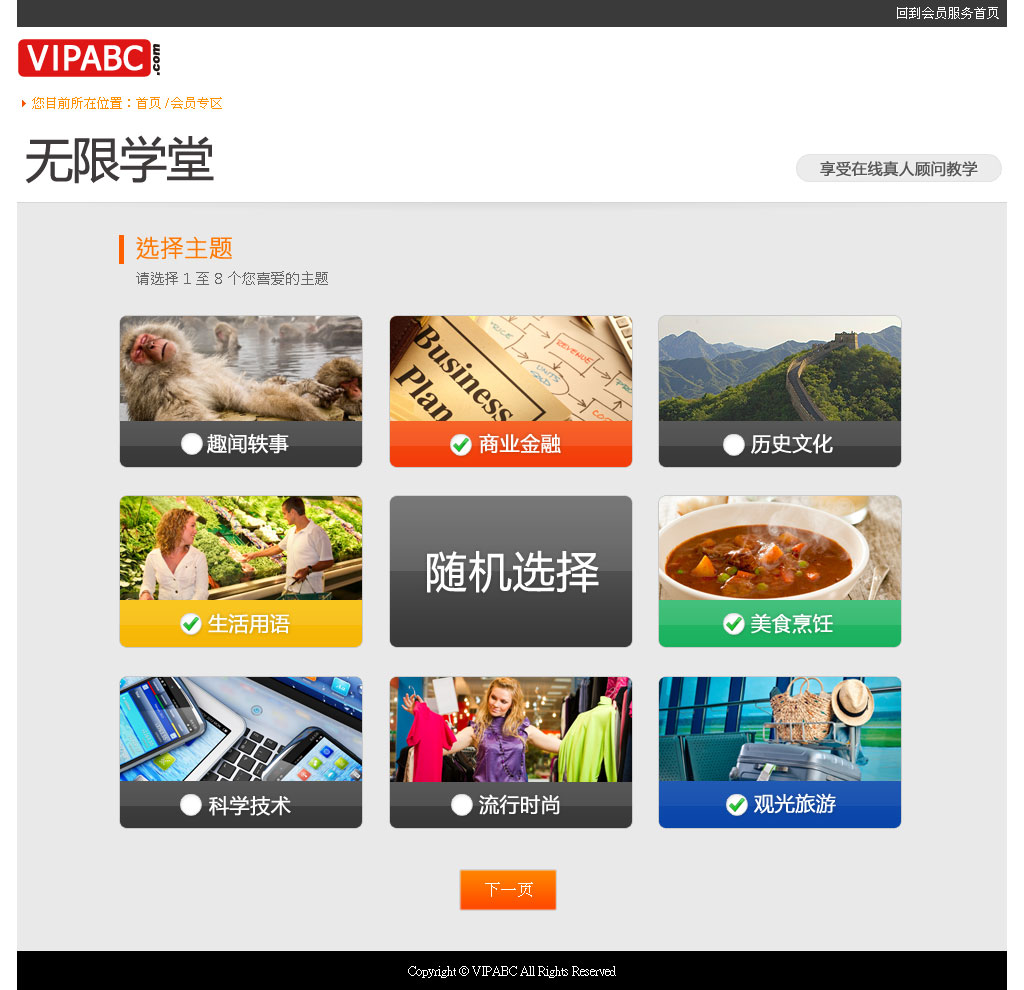 回到会员服务首页
VIPABC.com
您目前所在位置：首页 / 会员专区
无限学堂
享受在线真人顾问教学
选择主题
请选择 1 至 8 个您喜爱的主题
Business Plan
PRICE
REVENUE
UNITS SOLD
趣闻轶事
商业金融
历史文化
生活用语
随机选择
美食烹饪
科学技术
流行时尚
观光旅游
下一页
Copyright © VIPABC All Rights Reserved